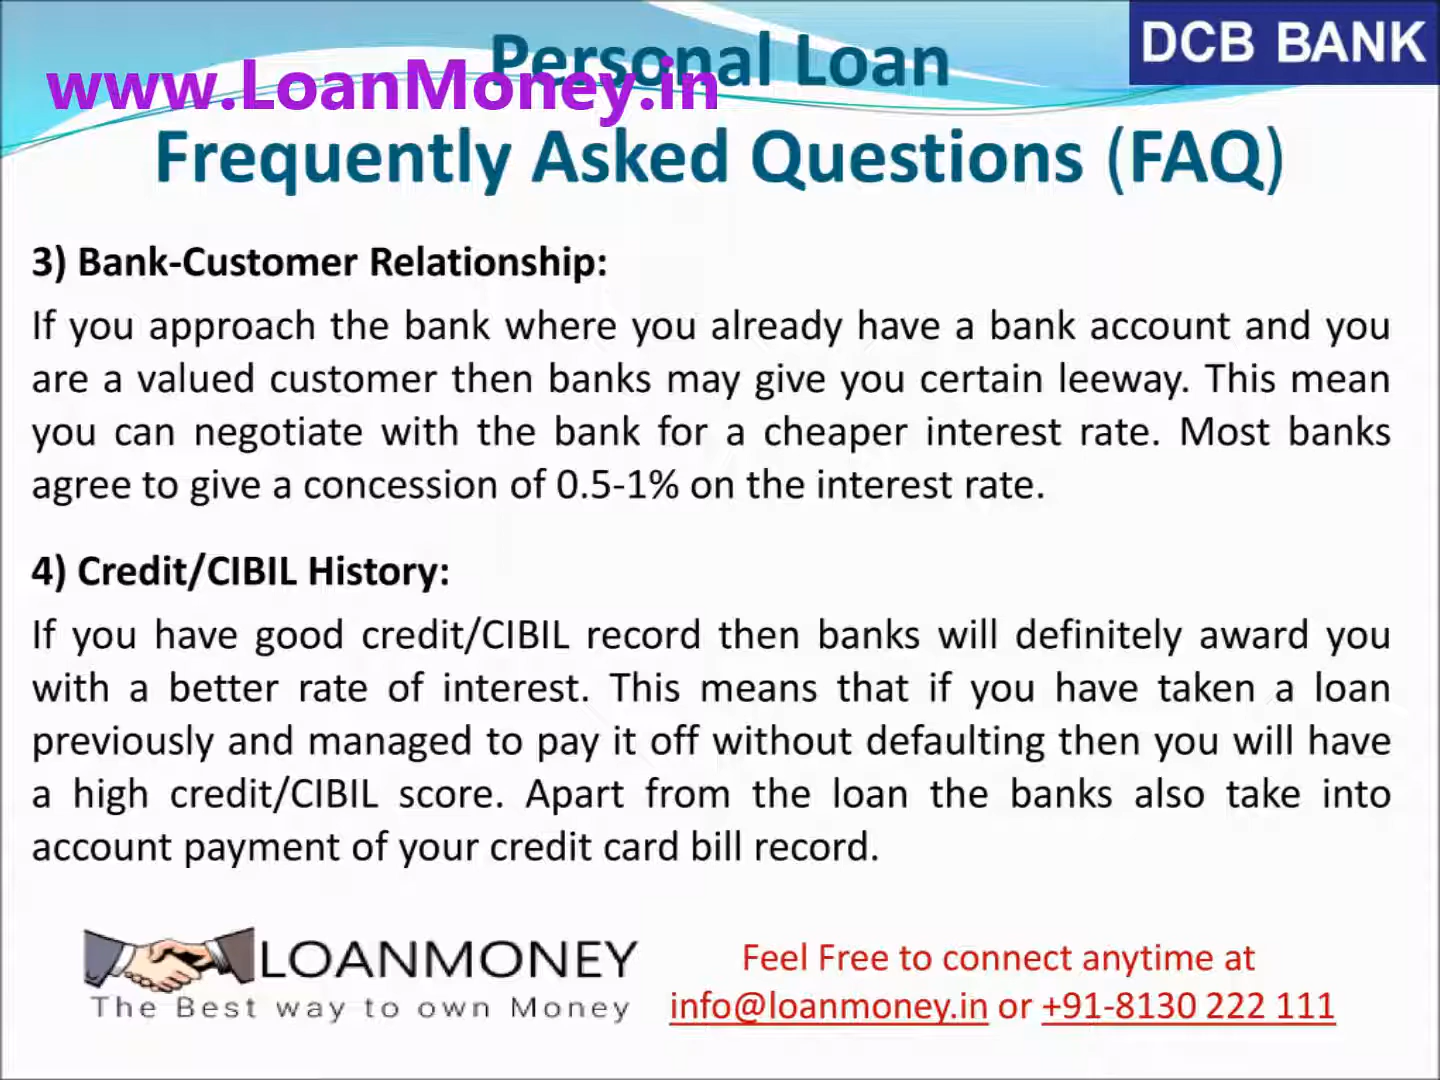 DCB BANK
Personal Loan
www.LoanMoney.in
Frequently Asked Questions (FAQ)
3) Bank-Customer Relationship:
If you approach the bank where you already have a bank account and you
are a valued customer then banks may give you certain leeway. This mean
you can negotiate with the bank for a cheaper interest rate. Most banks
agree to give a concession of 0.5-1% on the interest rate.
4) Credit/CIBIL History:
If you have good credit/CIBIL record then banks will definitely award you
with a better rate of interest. This means that if you have taken a loan
previously and managed to pay it off without defaulting then you will have
a high credit/CIBIL score. Apart from the loan the banks also take into
account payment of your credit card bill record.
LOANMONEY
The Best way to own Money
Feel Free to connect anytime at
info@loanmoney.in or +91-8130 222 111